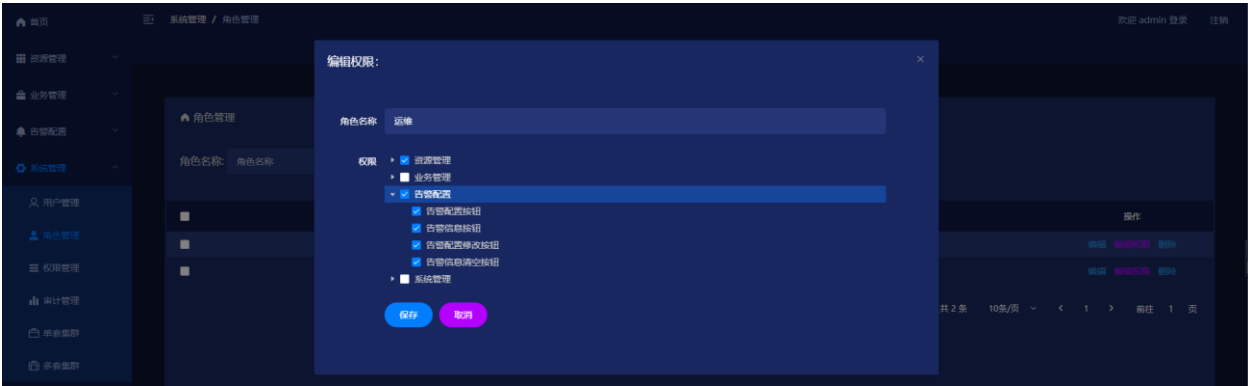 首页
系统管理 / 角色管理
欢迎 admin 登录
注销
资源管理
业务管理
告警配置
系统管理
用户管理
角色管理
权限管理
审计管理
单套集群
多套集群
角色管理
角色名称: 角色名称
操作
编辑 编辑权限 删除
编辑 编辑权限 删除
共 2 条 10条/页 1 前往 1 页
编辑权限:
角色名称 运维
权限
资源管理
业务管理
告警配置
告警配置按钮
告警信息按钮
告警配置修改按钮
告警信息清空按钮
系统管理
保存 取消